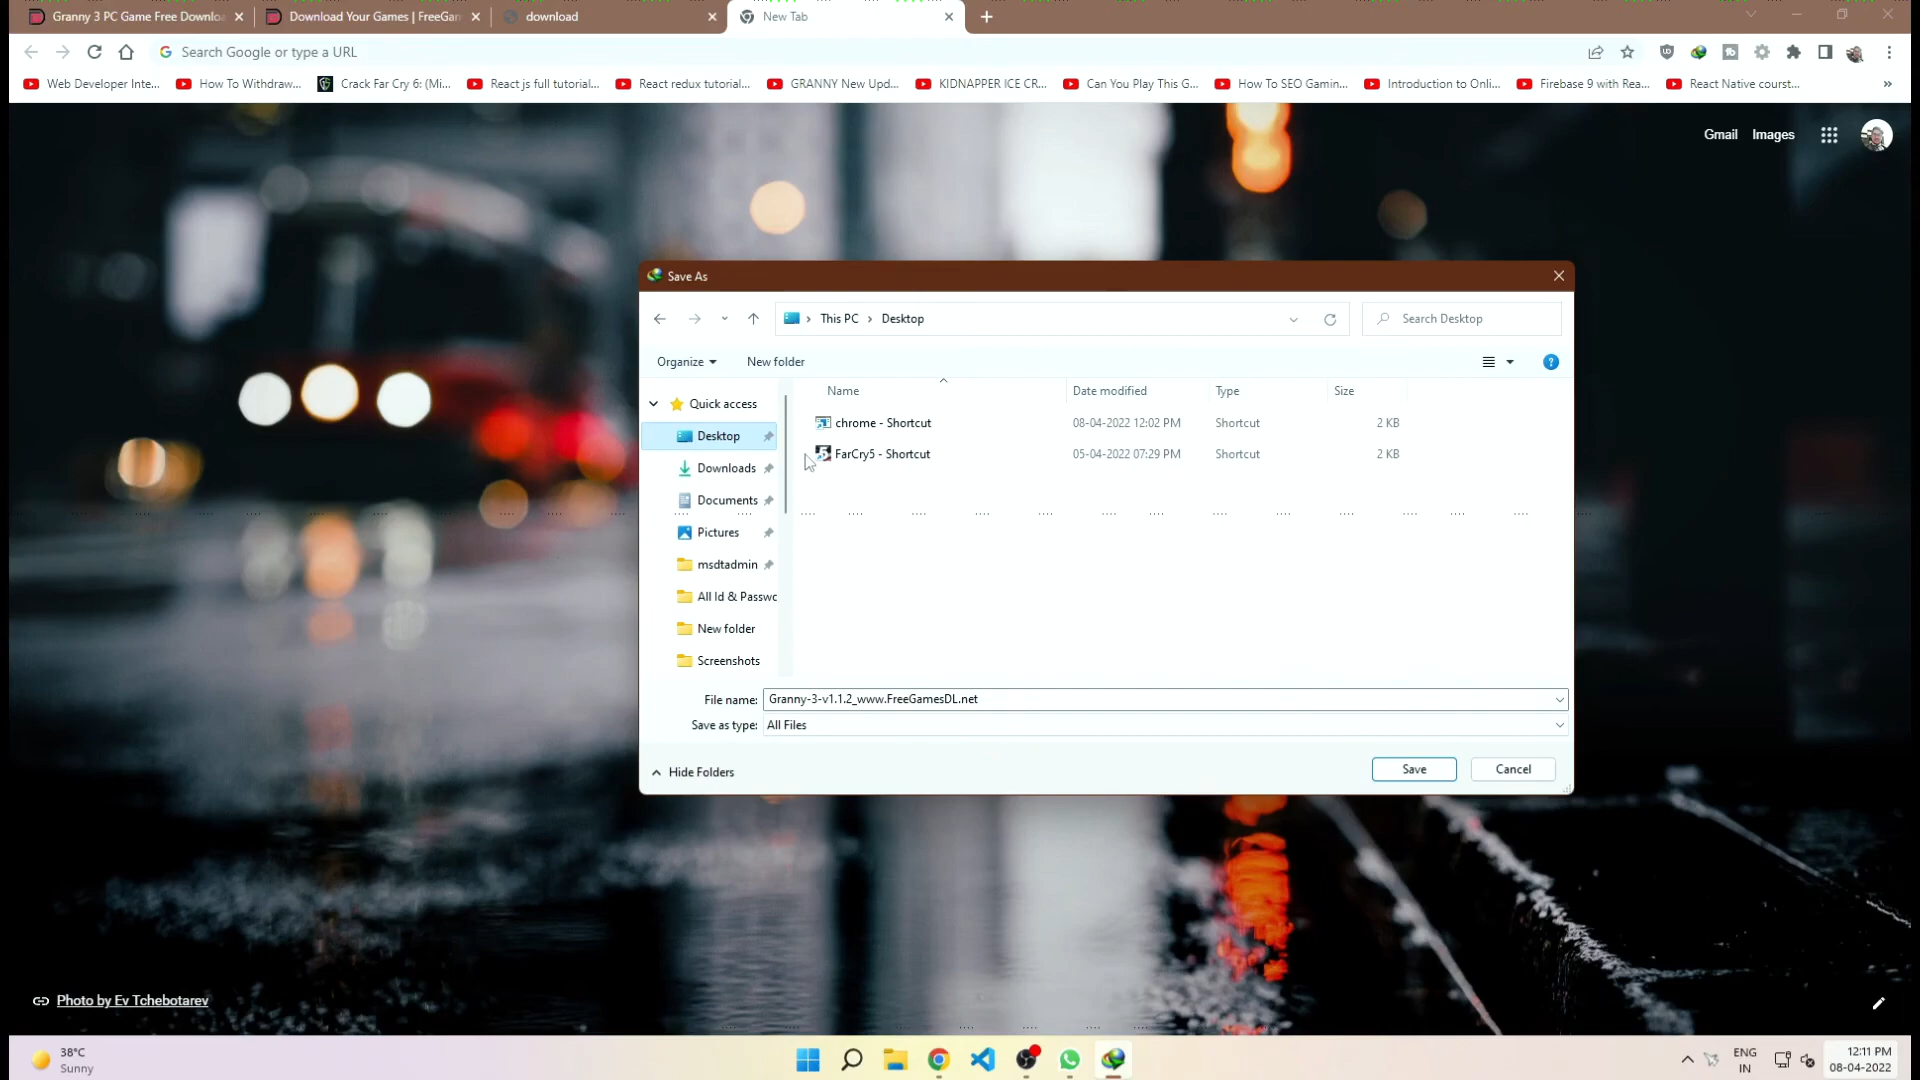 Granny 3 PC Game Free Downloa
Download Your Games | FreeGam
download
New Tab
Search Google or type a URL
Web Developer Inte...
How To Withdraw...
Crack Far Cry 6: (Mi...
React js full tutorial...
React redux tutorial...
GRANNY New Upd...
KIDNAPPER ICE CR...
Can You Play This G...
How To SEO Gamin...
Introduction to Onli...
Firebase 9 with Rea...
React Native courst...
Gmail
Images
Save As
This PC > Desktop
Search Desktop
Organize
New folder
Name
Date modified
Type
Size
Quick access
Desktop
Downloads
Documents
Pictures
msdtadmin
All Id & Passwo
New folder
Screenshots
chrome - Shortcut
08-04-2022 12:02 PM
Shortcut
2 KB
FarCry5 - Shortcut
05-04-2022 07:29 PM
Shortcut
2 KB
File name: Granny-3-v1.1.2_www.FreeGamesDL.net
Save as type: All Files
Hide Folders
Save
Cancel
Photo by Ev Tchebotarev
38°C
Sunny
ENG
IN
12:11 PM
08-04-2022